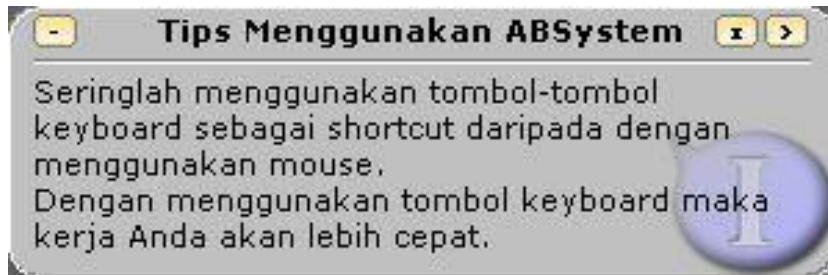 - Tips Menggunakan ABSystem x >
Seringlah menggunakan tombol-tombol
keyboard sebagai shortcut daripada dengan
menggunakan mouse.
Dengan menggunakan tombol keyboard maka
kerja Anda akan lebih cepat.
I